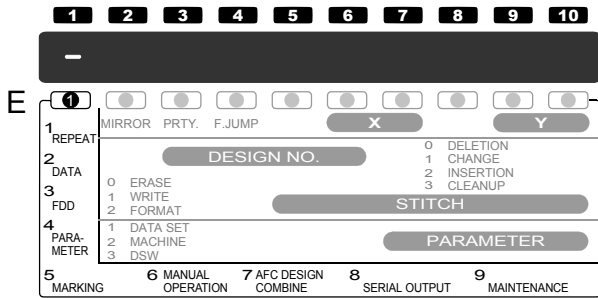 1 2 3 4 5 6 7 8 9 10
-
E 1
1 REPEAT MIRROR PRTY. F.JUMP X Y
2 DATA DESIGN NO. 0 DELETION
1 CHANGE
2 INSERTION
3 CLEANUP
3 FDD 0 ERASE
1 WRITE
2 FORMAT
STITCH
4 PARA-
METER 1 DATA SET
2 MACHINE
3 DSW
PARAMETER
5 MARKING 6 MANUAL
OPERATION 7 AFC DESIGN
COMBINE 8 SERIAL OUTPUT 9 MAINTENANCE